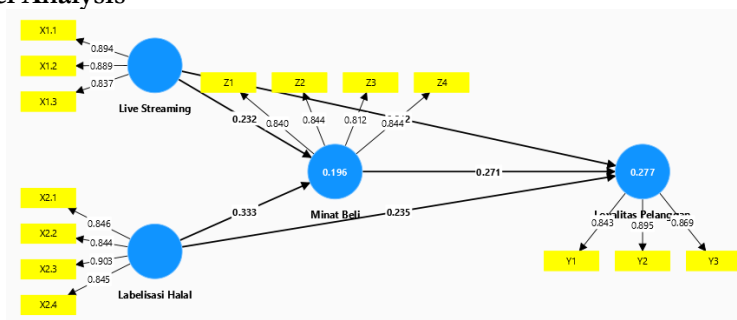 el Analysis
X1.1
X1.2
X1.3
0.894
0.889
0.837
Live Streaming
Z1
Z2
Z3
Z4
0.840
0.844
0.812
0.844
0.232
0.196
Minat Beli
0.271
0.277
0.333
0.235
X2.1
X2.2
X2.3
X2.4
0.846
0.844
0.903
0.845
Labelisasi Halal
Pelanggan
0.843
0.895
0.869
Y1
Y2
Y3